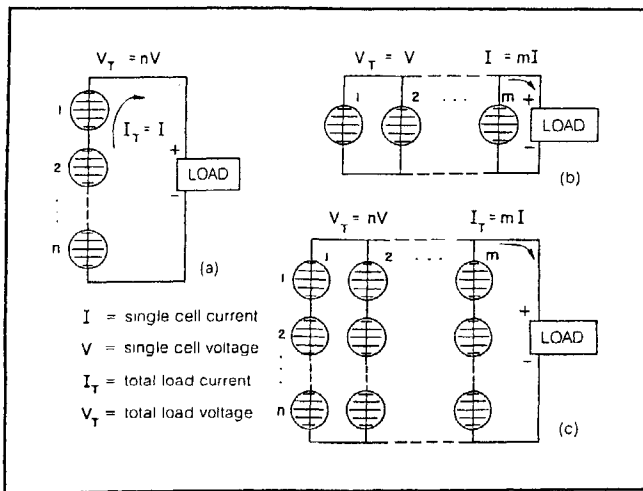 V_T = nV
1
I_T = I
2
+
LOAD
−
n
(a)
V_T = V I = mI
1 2 ... m
+
LOAD
−
(b)
V_T = nV I_T = mI
1 2 ... m
1
+
2
LOAD
−
n
(c)
I = single cell current
V = single cell voltage
I_T = total load current
V_T = total load voltage